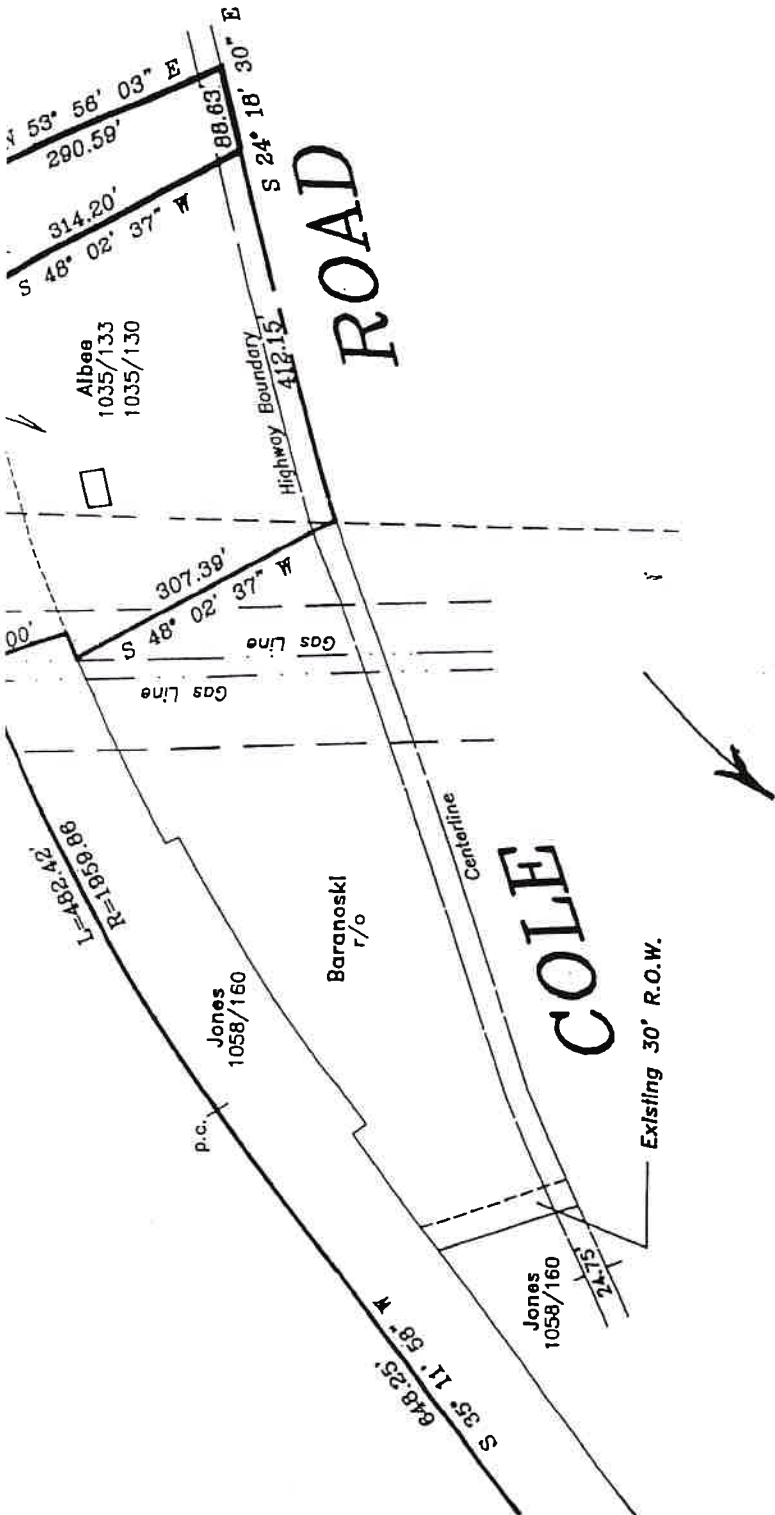 N 53° 56' 03" E
290.59'
88.63'
S 24° 18' 30" E
314.20'
S 48° 02' 37" W
Albee
1035/133
1035/130
Highway Boundary
412.15'
ROAD
00'
307.39'
S 48° 02' 37" W
Gas Line
Gas Line
L=482.42'
R=1959.86
Jones
1058/160
p.c.
Baranoski
r/o
Centerline
COLE
Existing 30' R.O.W.
648.25'
S 35° 11' 58" W
Jones
1058/160
24.75'